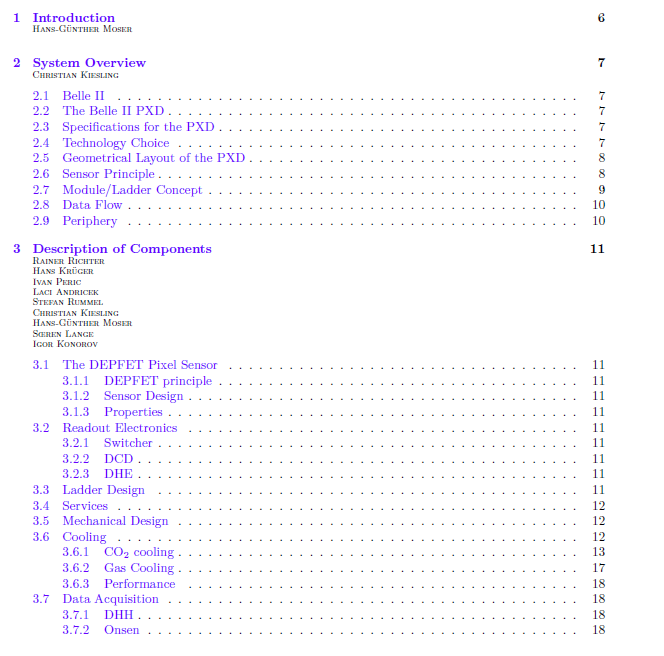 1 Introduction 6
Hans-Günther Moser
2 System Overview 7
Christian Kiesling
2.1 Belle II . . . . . . . . . . . . . . . . . . . . . . . . . . . . . . . . . . . . . 7
2.2 The Belle II PXD . . . . . . . . . . . . . . . . . . . . . . . . . . . . . . . . . 7
2.3 Specifications for the PXD . . . . . . . . . . . . . . . . . . . . . . . . . . . . . 7
2.4 Technology Choice . . . . . . . . . . . . . . . . . . . . . . . . . . . . . . . . 7
2.5 Geometrical Layout of the PXD . . . . . . . . . . . . . . . . . . . . . . . . . . 8
2.6 Sensor Principle . . . . . . . . . . . . . . . . . . . . . . . . . . . . . . . . . . 8
2.7 Module/Ladder Concept . . . . . . . . . . . . . . . . . . . . . . . . . . . . . . 9
2.8 Data Flow . . . . . . . . . . . . . . . . . . . . . . . . . . . . . . . . . . . . . 10
2.9 Periphery . . . . . . . . . . . . . . . . . . . . . . . . . . . . . . . . . . . . . 10
3 Description of Components 11
Rainer Richter
Hans Krüger
Ivan Peric
Laci Andricek
Stefan Rummel
Christian Kiesling
Hans-Günther Moser
Sœren Lange
Igor Konorov
3.1 The DEPFET Pixel Sensor . . . . . . . . . . . . . . . . . . . . . . . . . . . . 11
3.1.1 DEPFET principle . . . . . . . . . . . . . . . . . . . . . . . . . . . . . 11
3.1.2 Sensor Design . . . . . . . . . . . . . . . . . . . . . . . . . . . . . . . . 11
3.1.3 Properties . . . . . . . . . . . . . . . . . . . . . . . . . . . . . . . . . . 11
3.2 Readout Electronics . . . . . . . . . . . . . . . . . . . . . . . . . . . . . . . . 11
3.2.1 Switcher . . . . . . . . . . . . . . . . . . . . . . . . . . . . . . . . . . . 11
3.2.2 DCD . . . . . . . . . . . . . . . . . . . . . . . . . . . . . . . . . . . . 11
3.2.3 DHE . . . . . . . . . . . . . . . . . . . . . . . . . . . . . . . . . . . . 11
3.3 Ladder Design . . . . . . . . . . . . . . . . . . . . . . . . . . . . . . . . . . 11
3.4 Services . . . . . . . . . . . . . . . . . . . . . . . . . . . . . . . . . . . . . 12
3.5 Mechanical Design . . . . . . . . . . . . . . . . . . . . . . . . . . . . . . . . 12
3.6 Cooling . . . . . . . . . . . . . . . . . . . . . . . . . . . . . . . . . . . . . 12
3.6.1 CO₂ cooling . . . . . . . . . . . . . . . . . . . . . . . . . . . . . . . . . 13
3.6.2 Gas Cooling . . . . . . . . . . . . . . . . . . . . . . . . . . . . . . . . . 17
3.6.3 Performance . . . . . . . . . . . . . . . . . . . . . . . . . . . . . . . . 18
3.7 Data Acquisition . . . . . . . . . . . . . . . . . . . . . . . . . . . . . . . . . 18
3.7.1 DHH . . . . . . . . . . . . . . . . . . . . . . . . . . . . . . . . . . . . 18
3.7.2 Onsen . . . . . . . . . . . . . . . . . . . . . . . . . . . . . . . . . . . 18